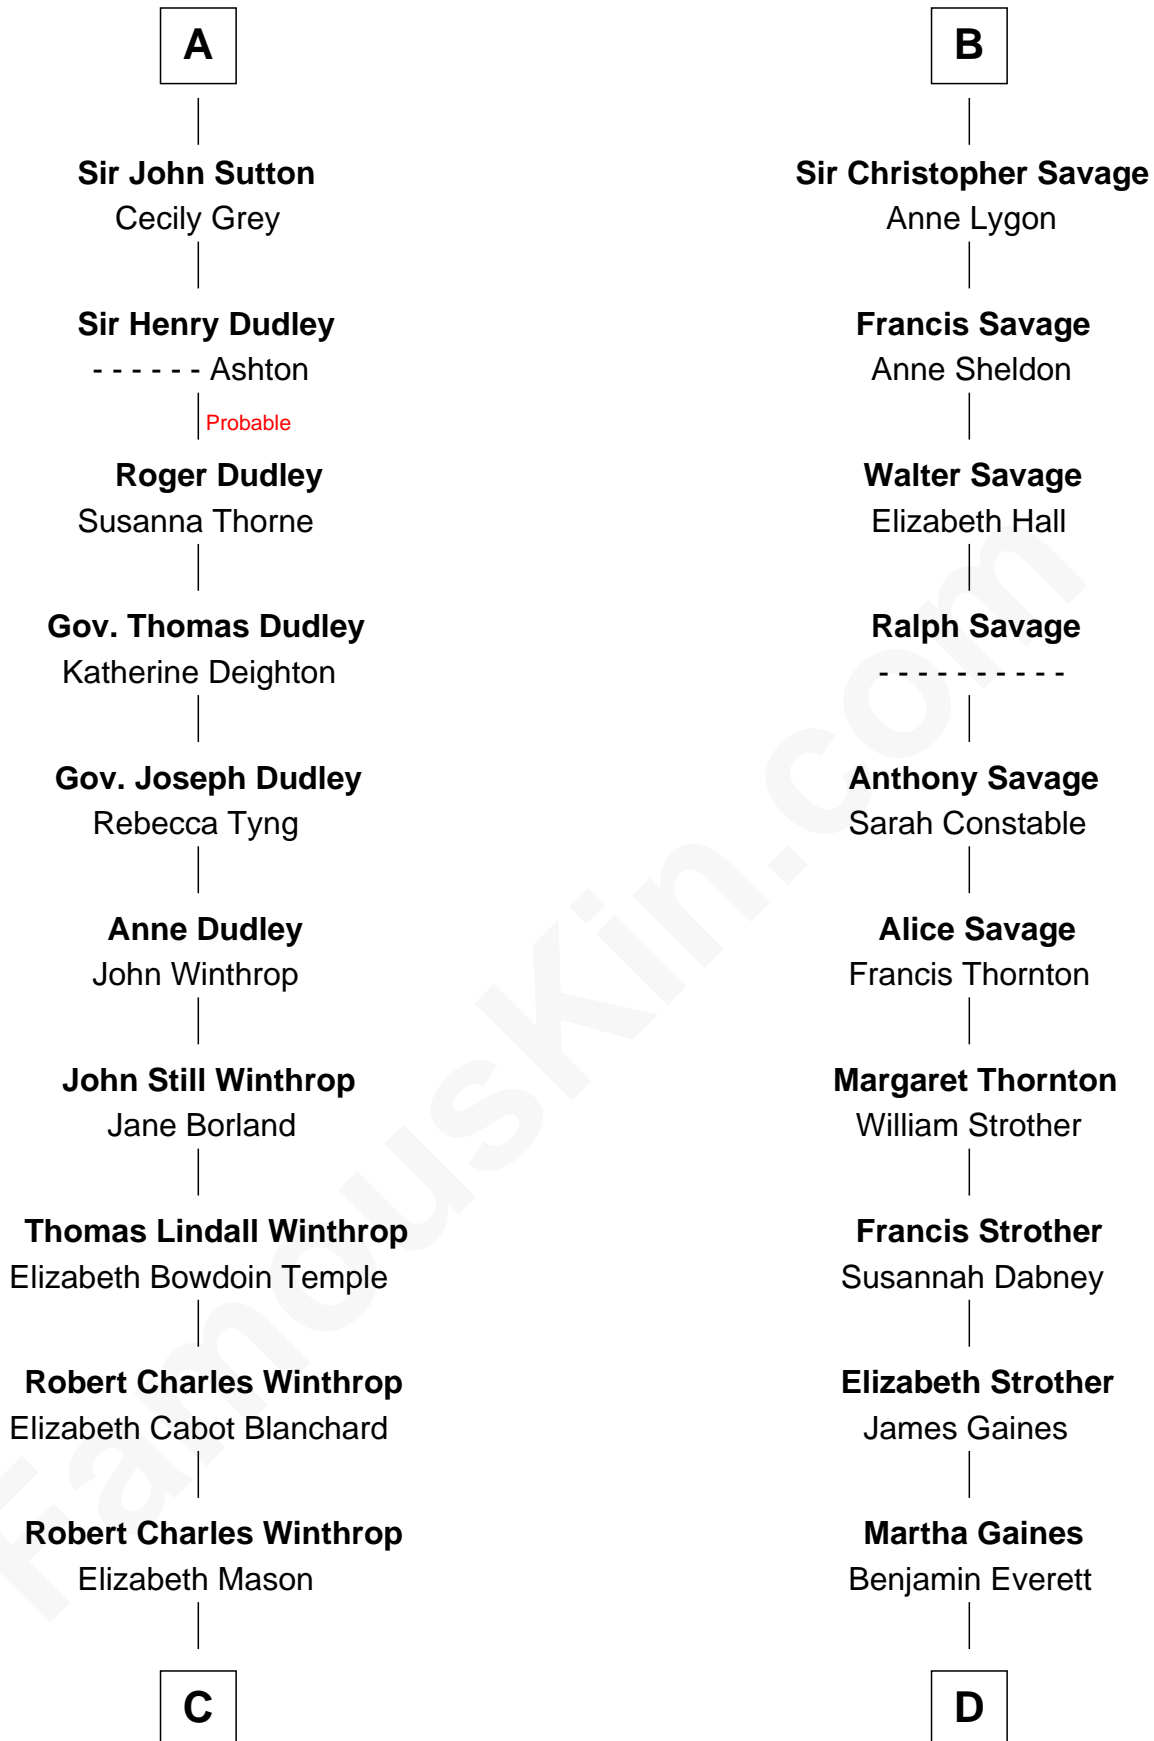 A
Sir John Sutton
Cecily Grey
Sir Henry Dudley
- - - - - - Ashton
Probable
Roger Dudley
Susanna Thorne
Gov. Thomas Dudley
Katherine Deighton
Gov. Joseph Dudley
Rebecca Tyng
Anne Dudley
John Winthrop
John Still Winthrop
Jane Borland
Thomas Lindall Winthrop
Elizabeth Bowdoin Temple
Robert Charles Winthrop
Elizabeth Cabot Blanchard
Robert Charles Winthrop
Elizabeth Mason
C
B
Sir Christopher Savage
Anne Lygon
Francis Savage
Anne Sheldon
Walter Savage
Elizabeth Hall
Ralph Savage
- - - - - - - - - -
Anthony Savage
Sarah Constable
Alice Savage
Francis Thornton
Margaret Thornton
William Strother
Francis Strother
Susannah Dabney
Elizabeth Strother
James Gaines
Martha Gaines
Benjamin Everett
D
FamousKin.com